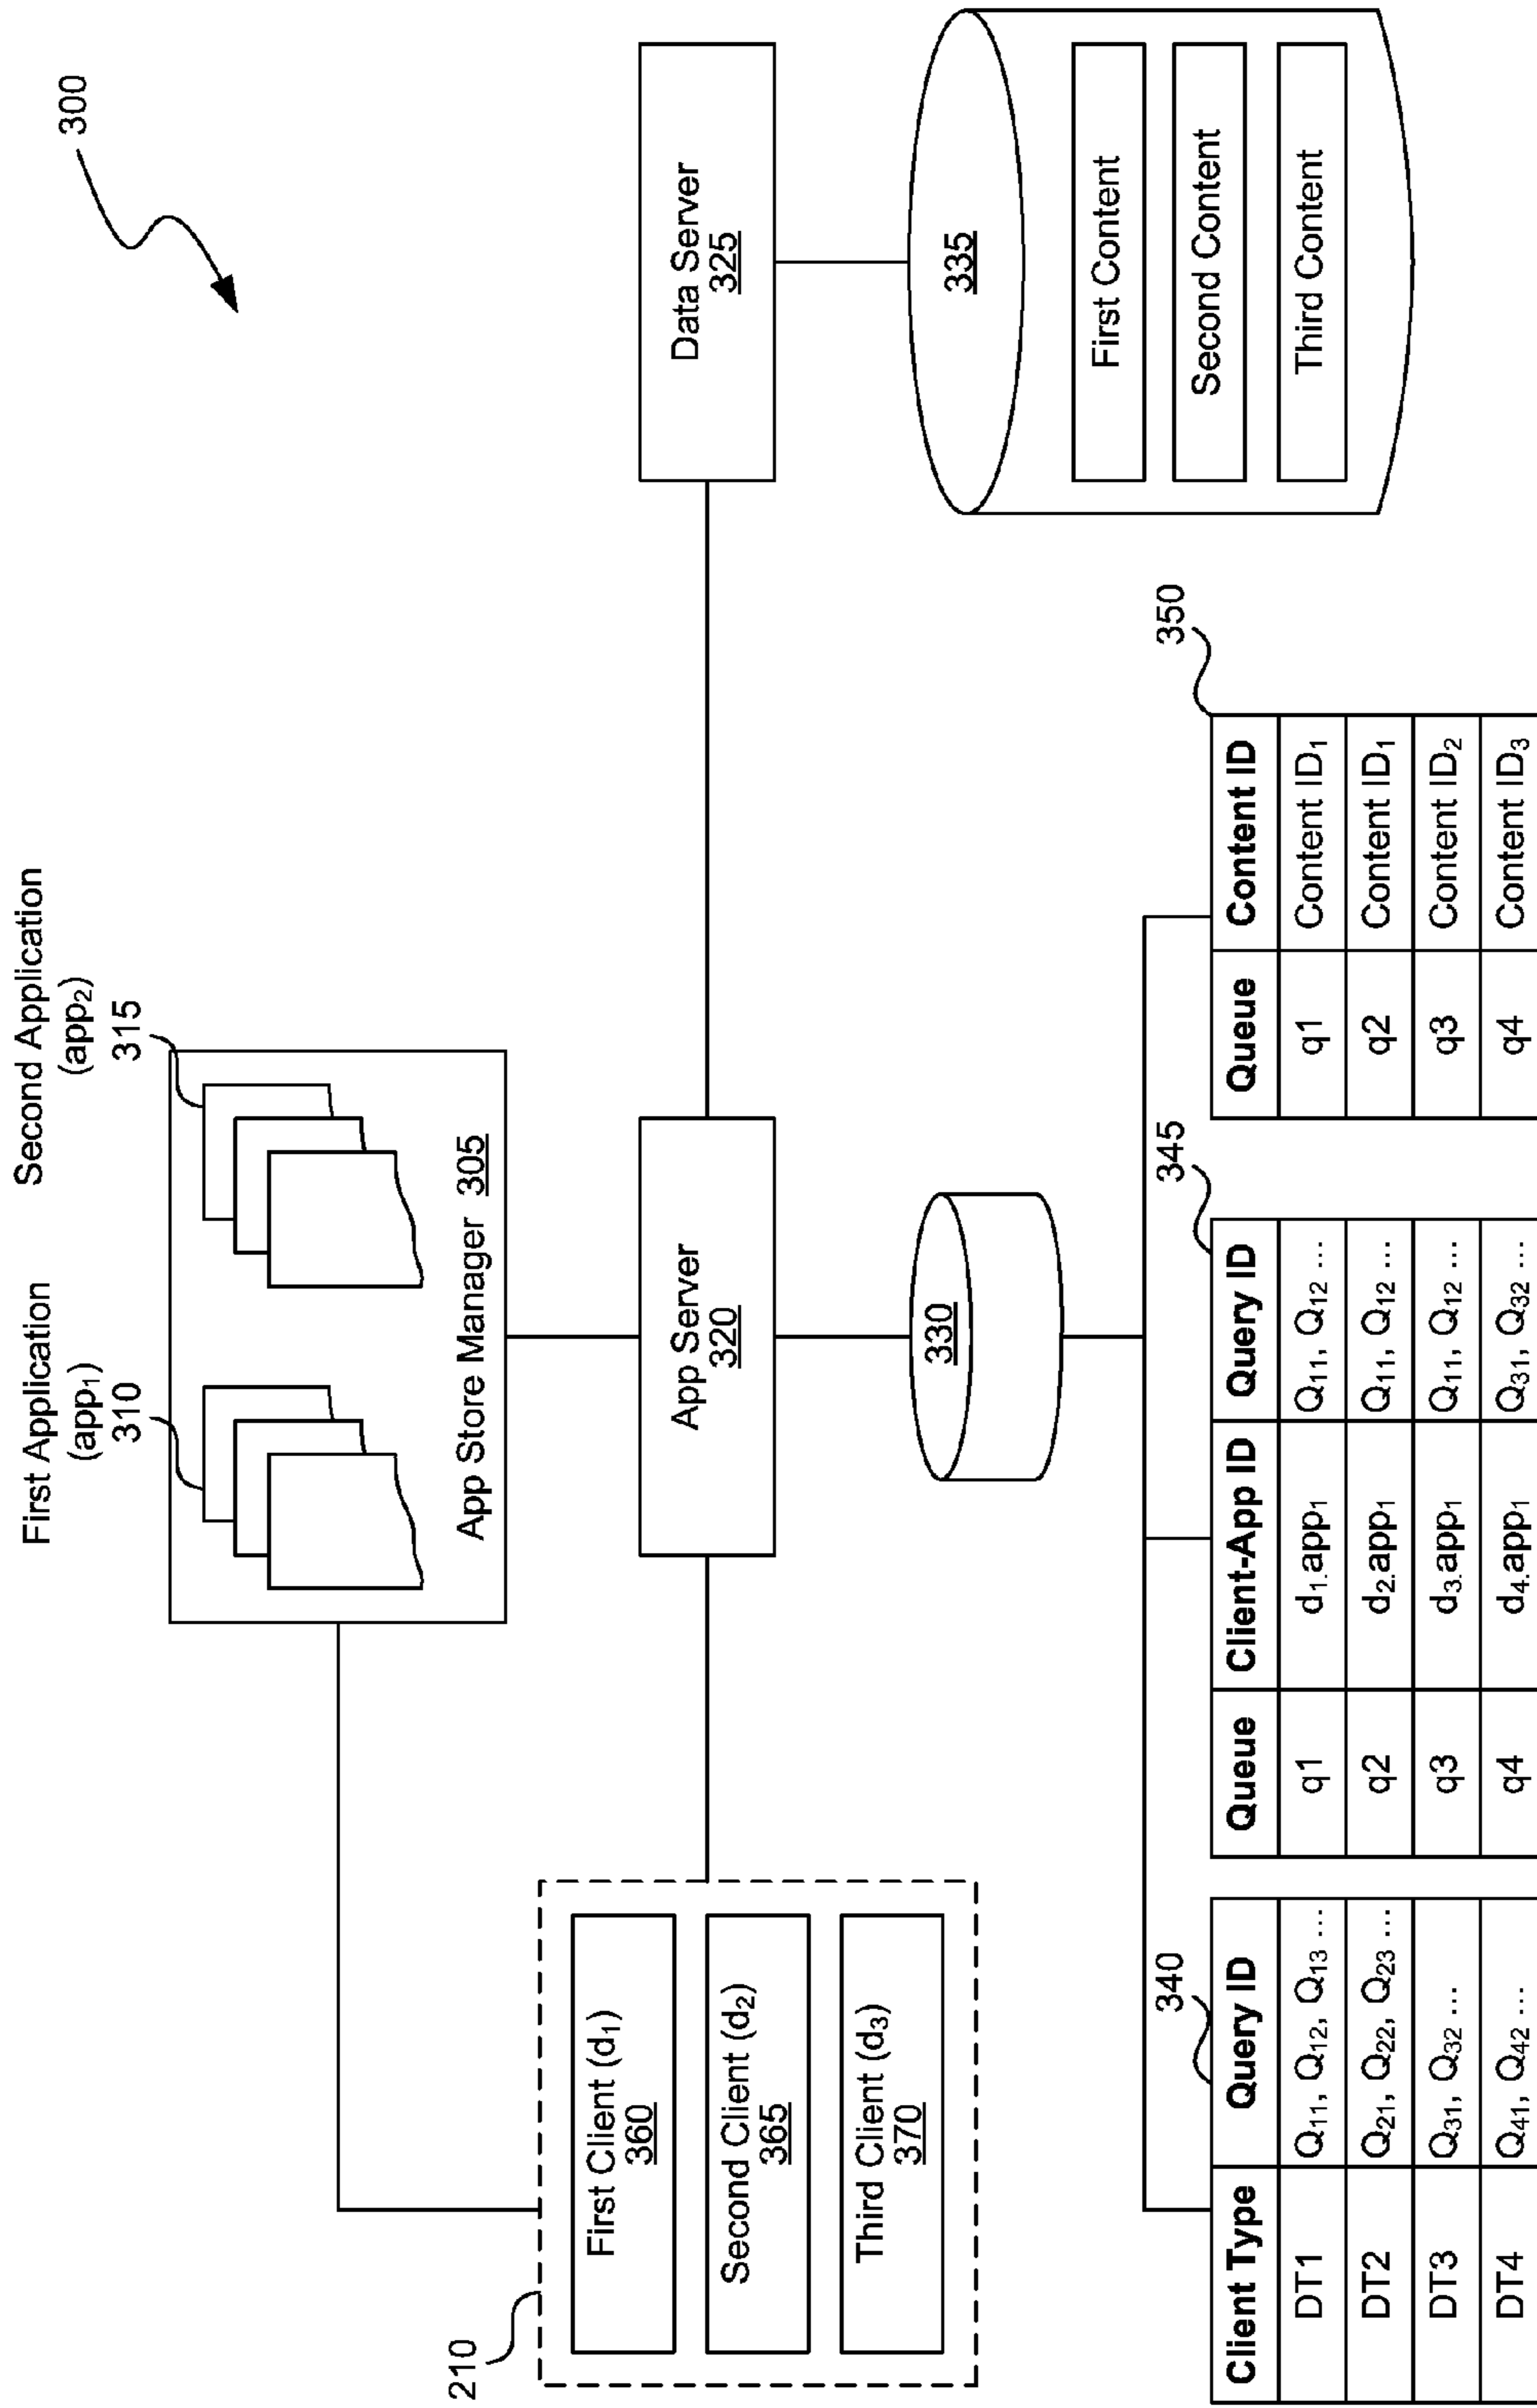 300
First Application
(app₁)
310
Second Application
(app₂)
315
App Store Manager 305
210
First Client (d₁)
360
Second Client (d₂)
365
Third Client (d₃)
370
App Server
320
Data Server
325
330
335
First Content
Second Content
Third Content
340
Client Type Query ID
DT1 Q₁₁, Q₁₂, Q₁₃ ...
DT2 Q₂₁, Q₂₂, Q₂₃ ...
DT3 Q₃₁, Q₃₂ ...
DT4 Q₄₁, Q₄₂ ...
345
Queue Client-App ID Query ID
q1 d₁.app₁ Q₁₁, Q₁₂ ...
q2 d₂.app₁ Q₁₁, Q₁₂ ...
q3 d₃.app₁ Q₁₁, Q₁₂ ...
q4 d₄.app₁ Q₃₁, Q₃₂ ...
350
Queue Content ID
q1 Content ID₁
q2 Content ID₁
q3 Content ID₂
q4 Content ID₃